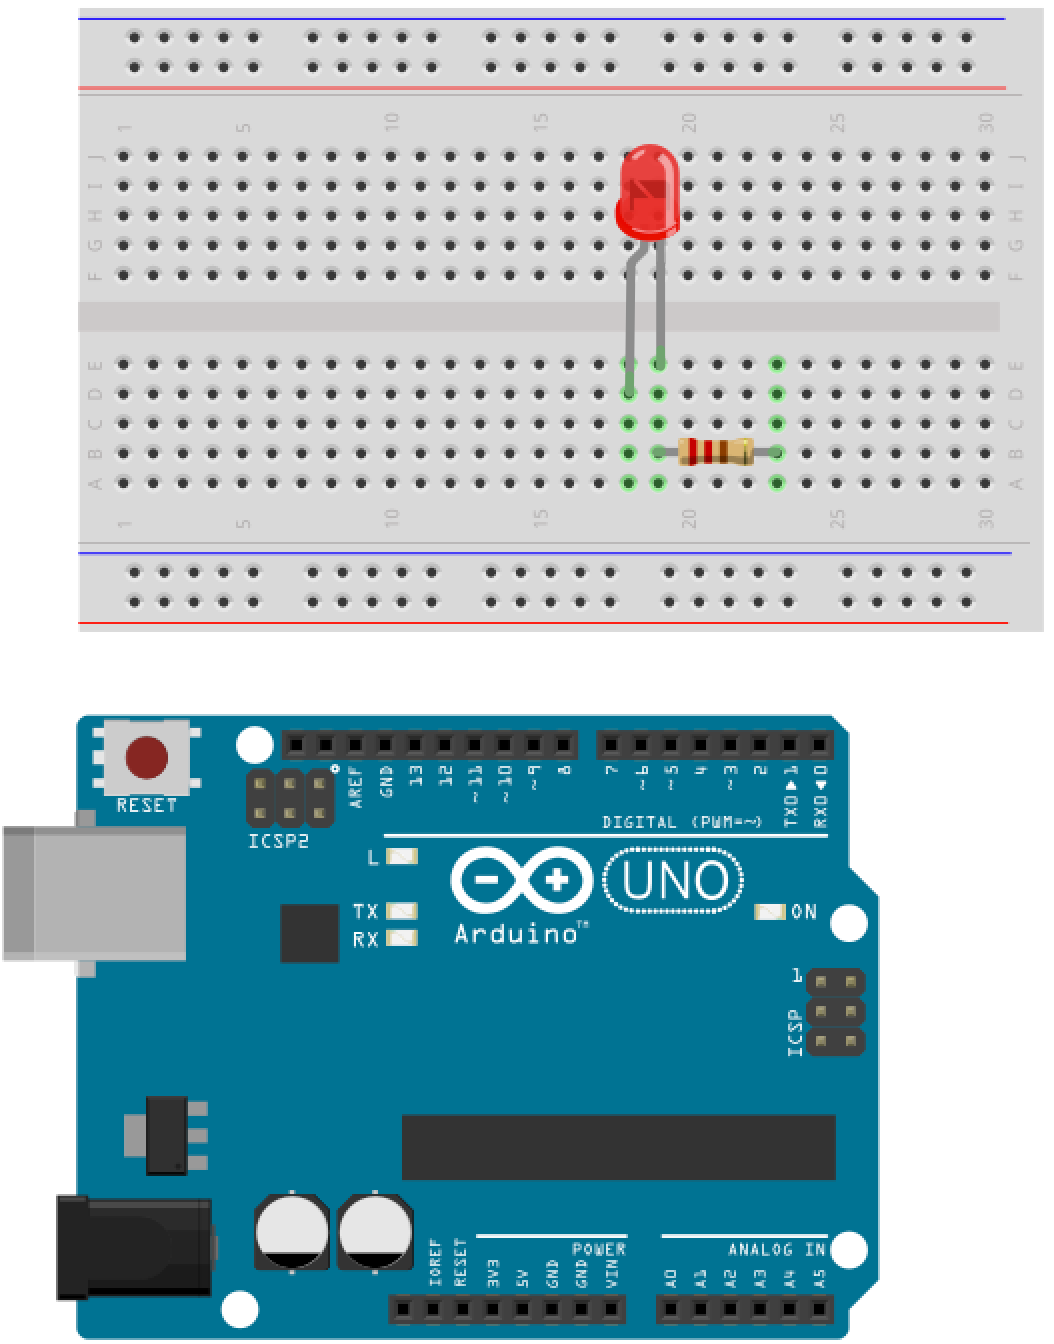 1 5 10 15 20 25 30
J J
I I
H H
G G
F F
E E
D D
C C
B B
A A
1 5 10 15 20 25 30
RESET
ICSP2
AREF GND 13 12 ~11 ~10 ~9 8 7 ~6 ~5 4 ~3 2 TXD▶1 RXD◀0
DIGITAL (PWM=~)
L
TX
RX
UNO
Arduino™
ON
1
ICSP
POWER
ANALOG IN
IOREF RESET 3V3 5V GND GND VIN A0 A1 A2 A3 A4 A5